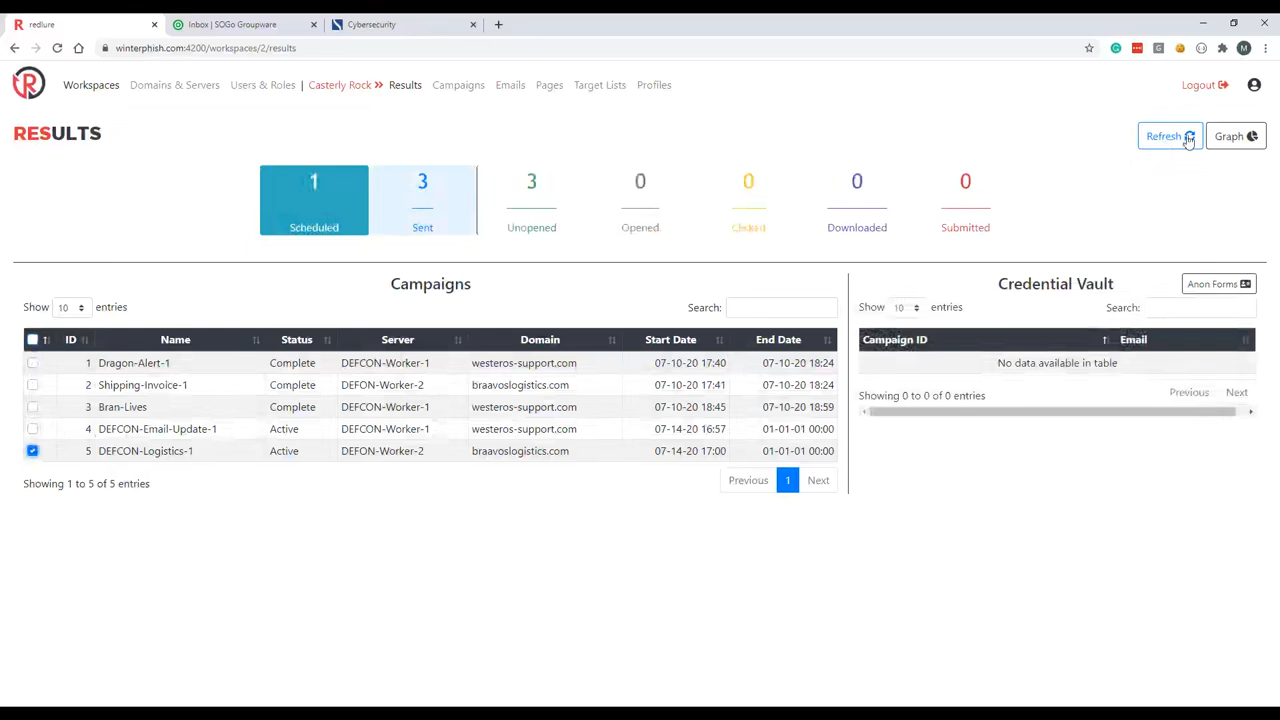 R redlure
Inbox | SOGo Groupware
Cybersecurity
winterphish.com:4200/workspaces/2/results
M
R
Workspaces Domains & Servers Users & Roles | Casterly Rock >> Results Campaigns Emails Pages Target Lists Profiles Logout
RESULTS
Refresh Graph
1 3 3 0 0 0 0
Scheduled Sent Unopened Opened Clicked Downloaded Submitted
Campaigns
Show 10 entries Search:
ID Name Status Server Domain Start Date End Date
1 Dragon-Alert-1 Complete DEFCON-Worker-1 westeros-support.com 07-10-20 17:40 07-10-20 18:24
2 Shipping-Invoice-1 Complete DEFON-Worker-2 braavoslogistics.com 07-10-20 17:41 07-10-20 18:24
3 Bran-Lives Complete DEFCON-Worker-1 westeros-support.com 07-10-20 18:45 07-10-20 18:59
4 DEFCON-Email-Update-1 Active DEFCON-Worker-1 westeros-support.com 07-14-20 16:57 01-01-01 00:00
5 DEFCON-Logistics-1 Active DEFON-Worker-2 braavoslogistics.com 07-14-20 17:00 01-01-01 00:00
Showing 1 to 5 of 5 entries Previous 1 Next
Credential Vault Anon Forms
Show 10 entries Search:
Campaign ID Email
No data available in table
Showing 0 to 0 of 0 entries Previous Next